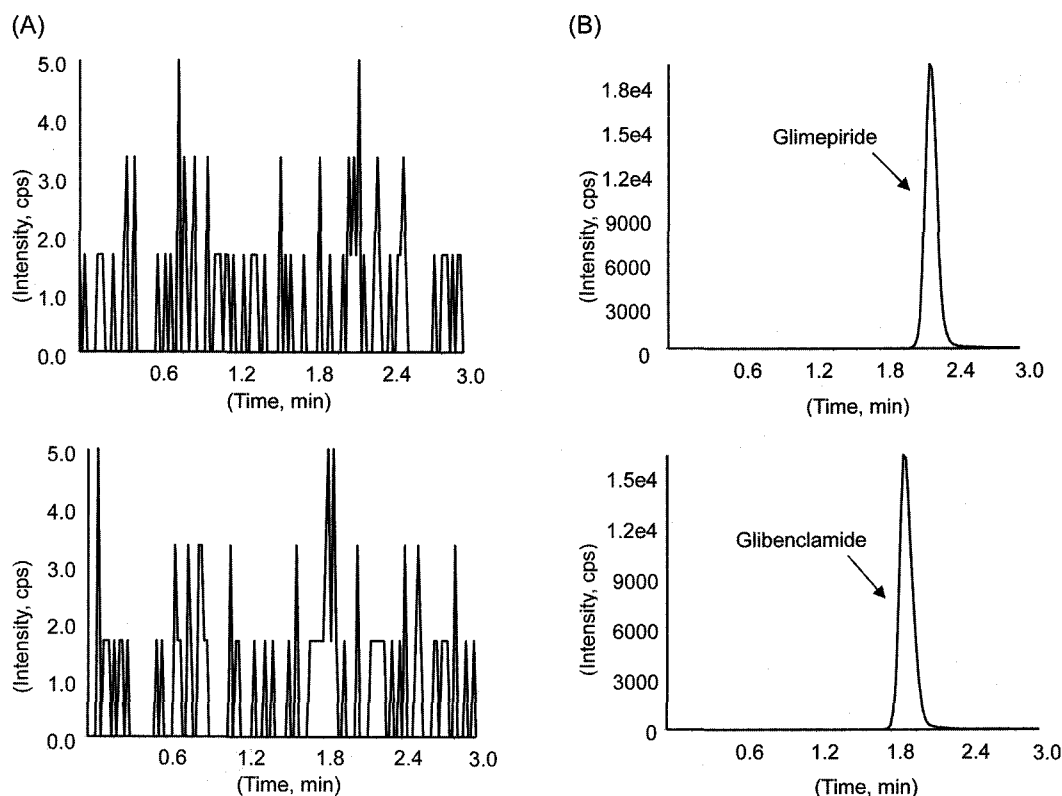 (A)
5.0
4.0
3.0
2.0
1.0
0.0
(Intensity, cps)
0.6 1.2 1.8 2.4 3.0
(Time, min)
(B)
1.8e4
1.5e4
1.2e4
9000
6000
3000
0
(Intensity, cps)
Glimepiride
0.6 1.2 1.8 2.4 3.0
(Time, min)
5.0
4.0
3.0
2.0
1.0
0.0
(Intensity, cps)
0.6 1.2 1.8 2.4 3.0
(Time, min)
1.5e4
1.2e4
9000
6000
3000
0
(Intensity, cps)
Glibenclamide
0.6 1.2 1.8 2.4 3.0
(Time, min)